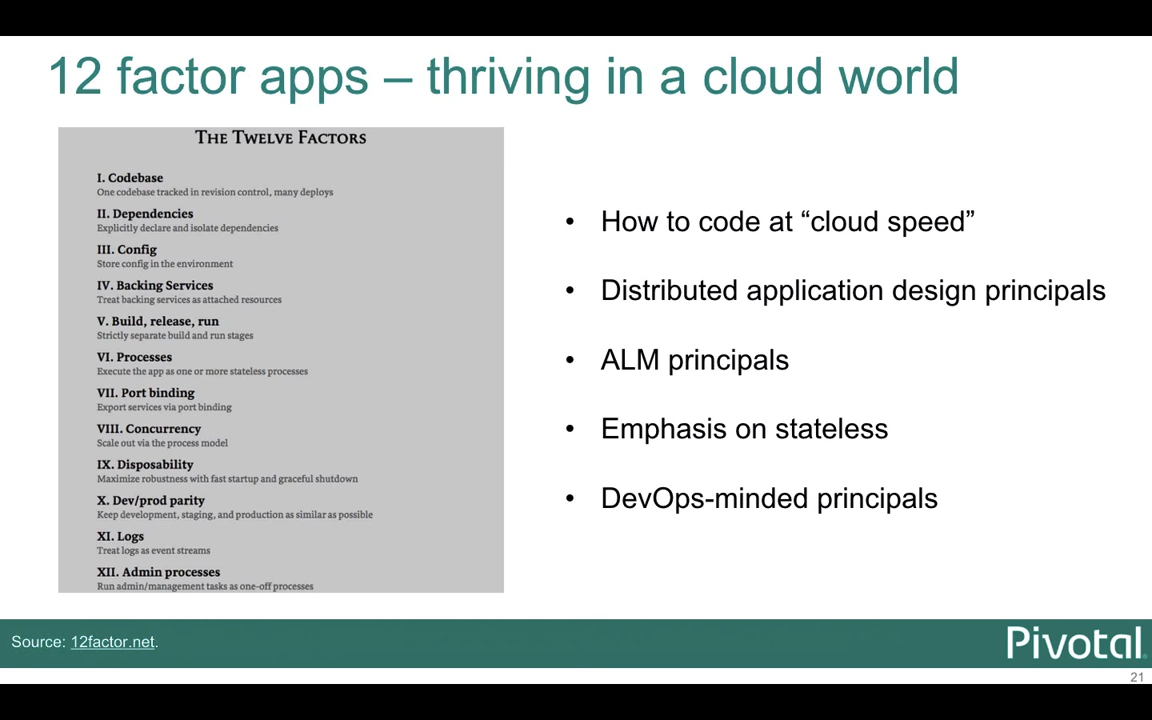 12 factor apps – thriving in a cloud world
THE TWELVE FACTORS
I. Codebase
One codebase tracked in revision control, many deploys
II. Dependencies
Explicitly declare and isolate dependencies
III. Config
Store config in the environment
IV. Backing Services
Treat backing services as attached resources
V. Build, release, run
Strictly separate build and run stages
VI. Processes
Execute the app as one or more stateless processes
VII. Port binding
Export services via port binding
VIII. Concurrency
Scale out via the process model
IX. Disposability
Maximize robustness with fast startup and graceful shutdown
X. Dev/prod parity
Keep development, staging, and production as similar as possible
XI. Logs
Treat logs as event streams
XII. Admin processes
Run admin/management tasks as one-off processes
• How to code at “cloud speed”
• Distributed application design principals
• ALM principals
• Emphasis on stateless
• DevOps-minded principals
Source: 12factor.net.
Pivotal
21